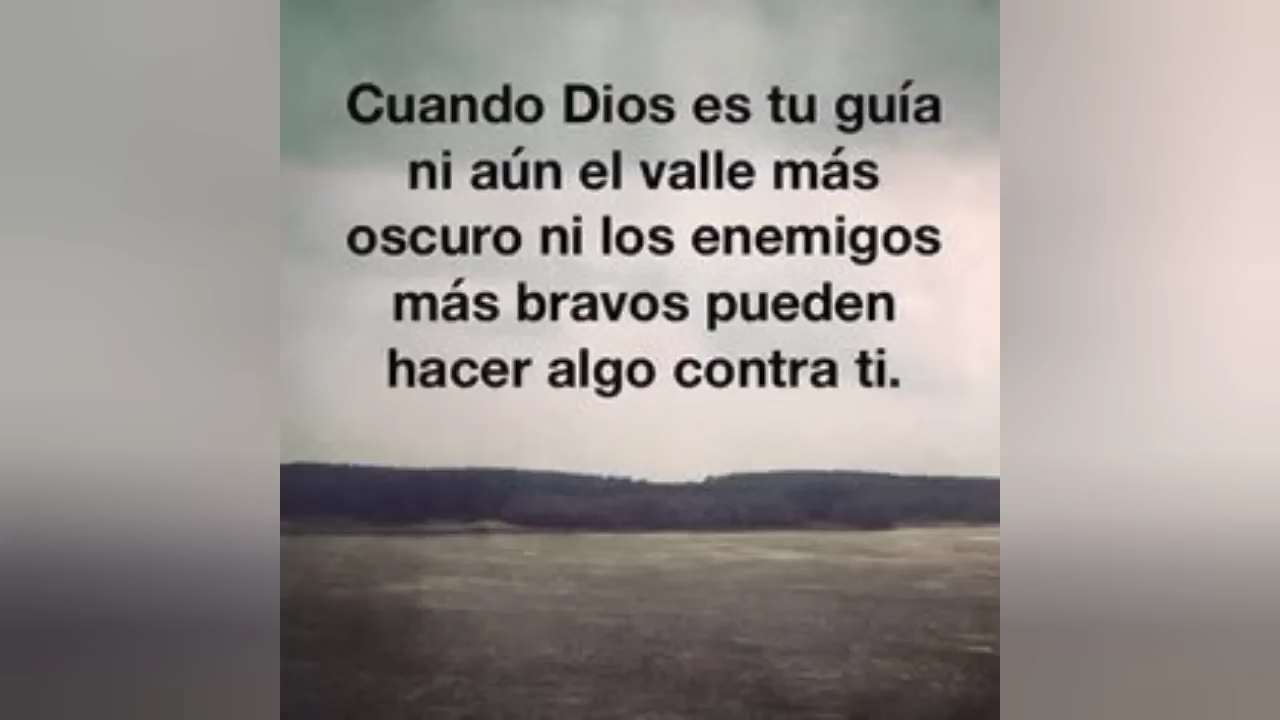 Cuando Dios es tu guía
ni aún el valle más
oscuro ni los enemigos
más bravos pueden
hacer algo contra ti.